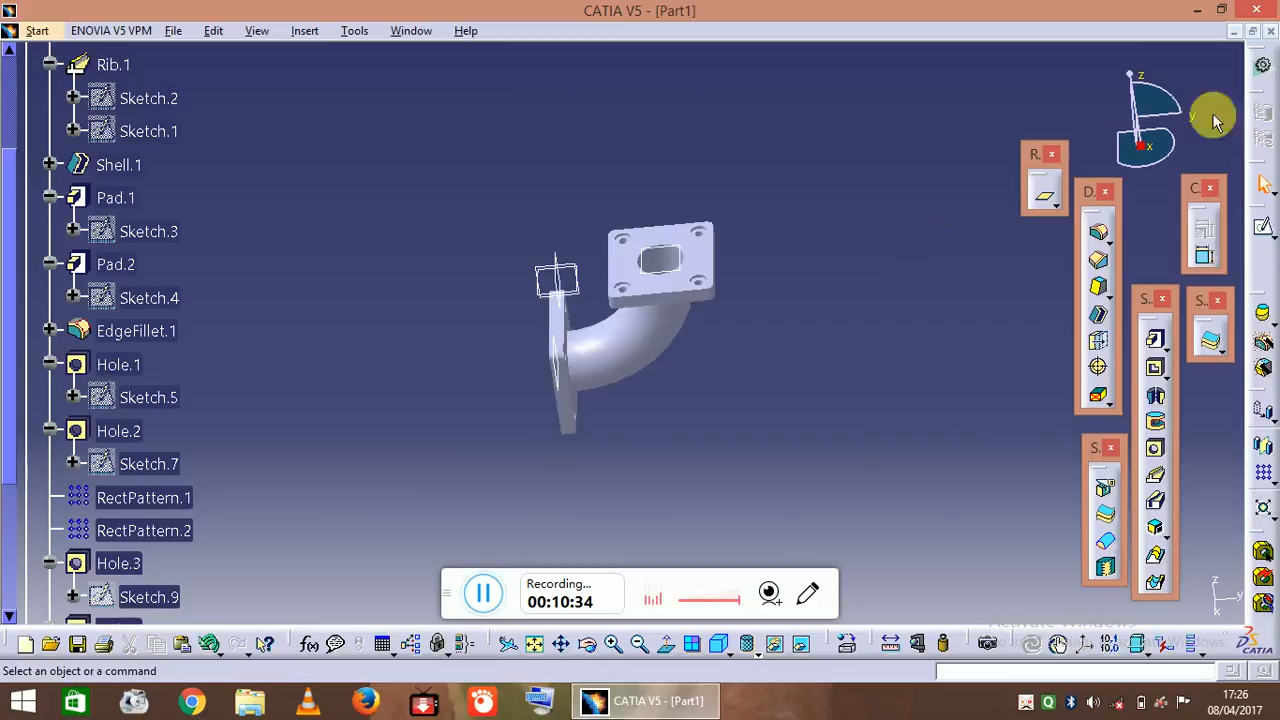 CATIA V5 - [Part1]
Start ENOVIA V5 VPM File Edit View Insert Tools Window Help
Rib.1
Sketch.2
Sketch.1
Shell.1
Pad.1
Sketch.3
Pad.2
Sketch.4
EdgeFillet.1
Hole.1
Sketch.5
Hole.2
Sketch.7
RectPattern.1
RectPattern.2
Hole.3
Sketch.9
z
y
x
R.
D.
C.
S.
S.
S.
Recording...
00:10:34
z
y
x
f(x)
10.1
CATIA
Select an object or a command
CATIA V5 - [Part1]
17:26
08/04/2017